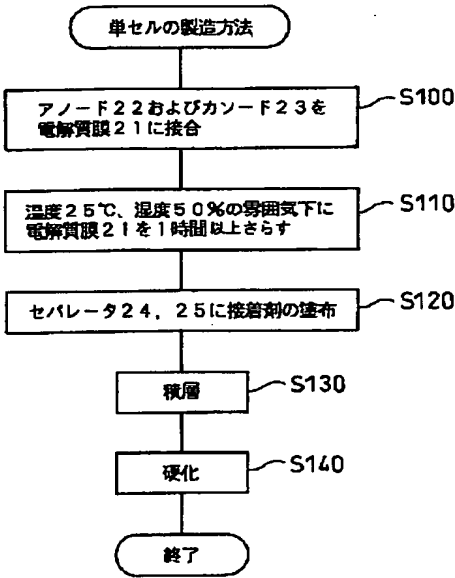 単セルの製造方法
アノード22およびカソード23を
電解質膜21に接合
S100
温度25℃、湿度50%の雰囲気下に
電解質膜21を1時間以上さらす
S110
セパレータ24,25に接着剤の塗布
S120
積層
S130
硬化
S140
終了